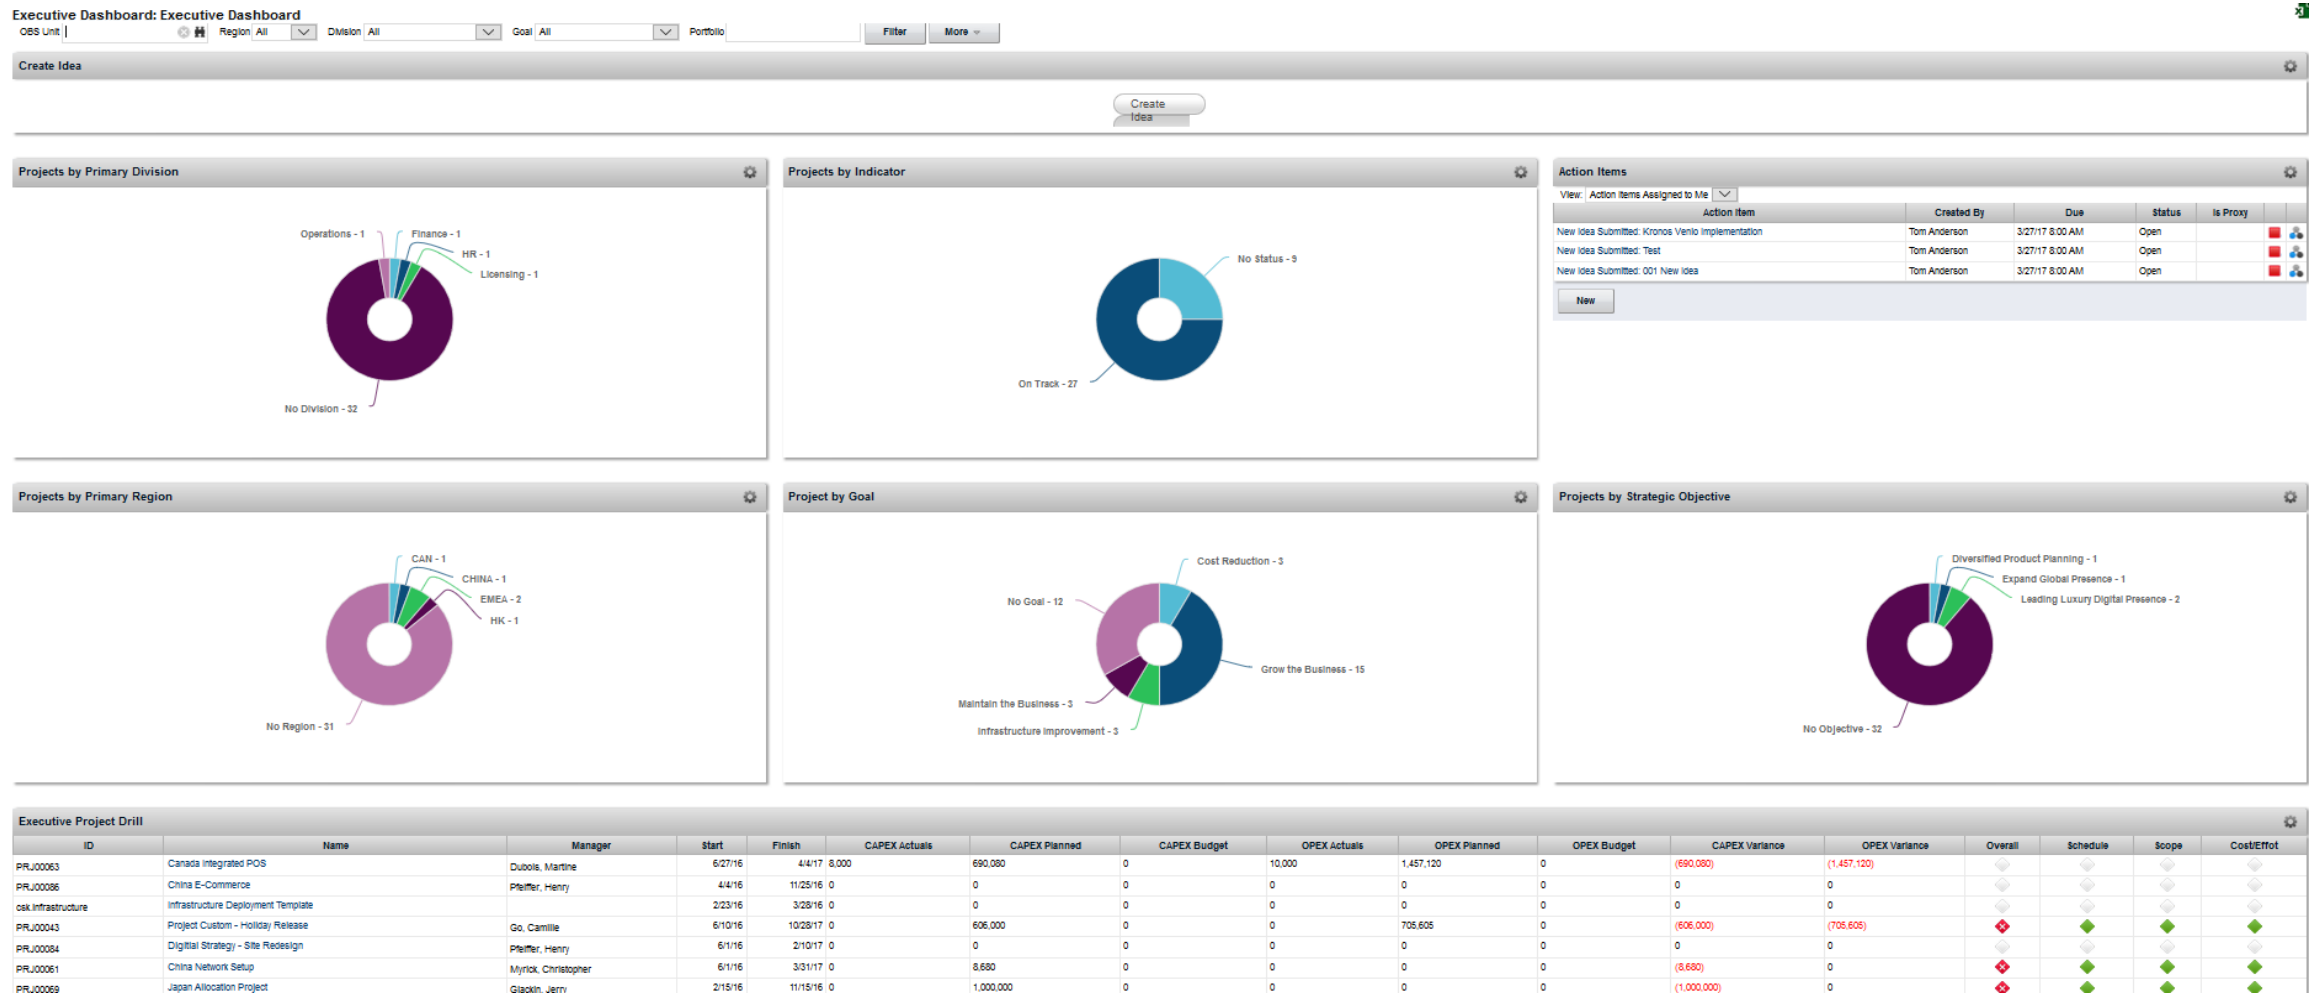 Executive Dashboard: Executive Dashboard
OBS Unit Region All Division All Goal All Portfolio Filter More
Create Idea
Create
Idea
Projects by Primary Division
Operations - 1
Finance - 1
HR - 1
Licensing - 1
No Division - 32
Projects by Indicator
No Status - 9
On Track - 27
Action Items
View: Action Items Assigned to Me
Action Item Created By Due Status Is Proxy
New Idea Submitted: Kronos Venio Implementation Tom Anderson 3/27/17 8:00 AM Open
New Idea Submitted: Test Tom Anderson 3/27/17 8:00 AM Open
New Idea Submitted: 001 New Idea Tom Anderson 3/27/17 8:00 AM Open
New
Projects by Primary Region
CAN - 1
CHINA - 1
EMEA - 2
HK - 1
No Region - 31
Project by Goal
Cost Reduction - 3
No Goal - 12
Grow the Business - 15
Maintain the Business - 3
Infrastructure Improvement - 3
Projects by Strategic Objective
Diversified Product Planning - 1
Expand Global Presence - 1
Leading Luxury Digital Presence - 2
No Objective - 32
Executive Project Drill
ID Name Manager Start Finish CAPEX Actuals CAPEX Planned CAPEX Budget OPEX Actuals OPEX Planned OPEX Budget CAPEX Variance OPEX Variance Overall Schedule Scope Cost/Effot
PRJ00063 Canada Integrated POS Dubois, Martine 6/27/16 4/4/17 8,000 690,080 0 10,000 1,457,120 0 (690,080) (1,457,120)
PRJ00086 China E-Commerce Pfeiffer, Henry 4/4/16 11/25/16 0 0 0 0 0 0 0 0
csk.infrastructure Infrastructure Deployment Template 2/23/16 3/28/16 0 0 0 0 0 0 0 0
PRJ00043 Project Custom - Holiday Release Go, Camille 6/10/16 10/28/17 0 606,000 0 0 705,605 0 (606,000) (705,605)
PRJ00084 Digitial Strategy - Site Redesign Pfeiffer, Henry 6/1/16 2/10/17 0 0 0 0 0 0 0 0
PRJ00061 China Network Setup Myrick, Christopher 6/1/16 3/31/17 0 8,680 0 0 0 0 (8,680) 0
PRJ00069 Japan Allocation Project Glackin, Jerry 2/15/16 11/15/16 0 1,000,000 0 0 0 0 (1,000,000) 0